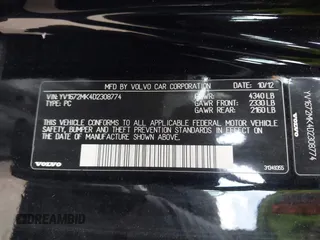 MFD BY VOLVO CAR CORPORATION 10/12
VIN: YV1672MK4D2308774 GVWR: 4340 LB
TYPE: PC GAWR FRONT: 2330 LB
GAWR REAR: 2160 LB
THIS VEHICLE CONFORMS TO ALL APPLICABLE FEDERAL MOTOR VEHICLE
SAFETY, BUMPER AND THEFT PREVENTION STANDARDS IN EFFECT
ON THE DATE OF MANUFACTURE SHOWN ABOVE
VOLVO
YV1672MK4D2308774
VOLVO
DREAMBID